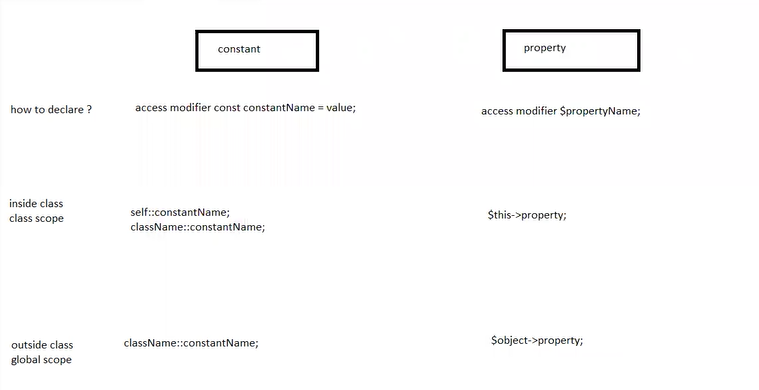 constant
property
how to declare ?
access modifier const constantName = value;
access modifier $propertyName;
inside class
class scope
self::constantName;
className::constantName;
$this->property;
outside class
global scope
className::constantName;
$object->property;